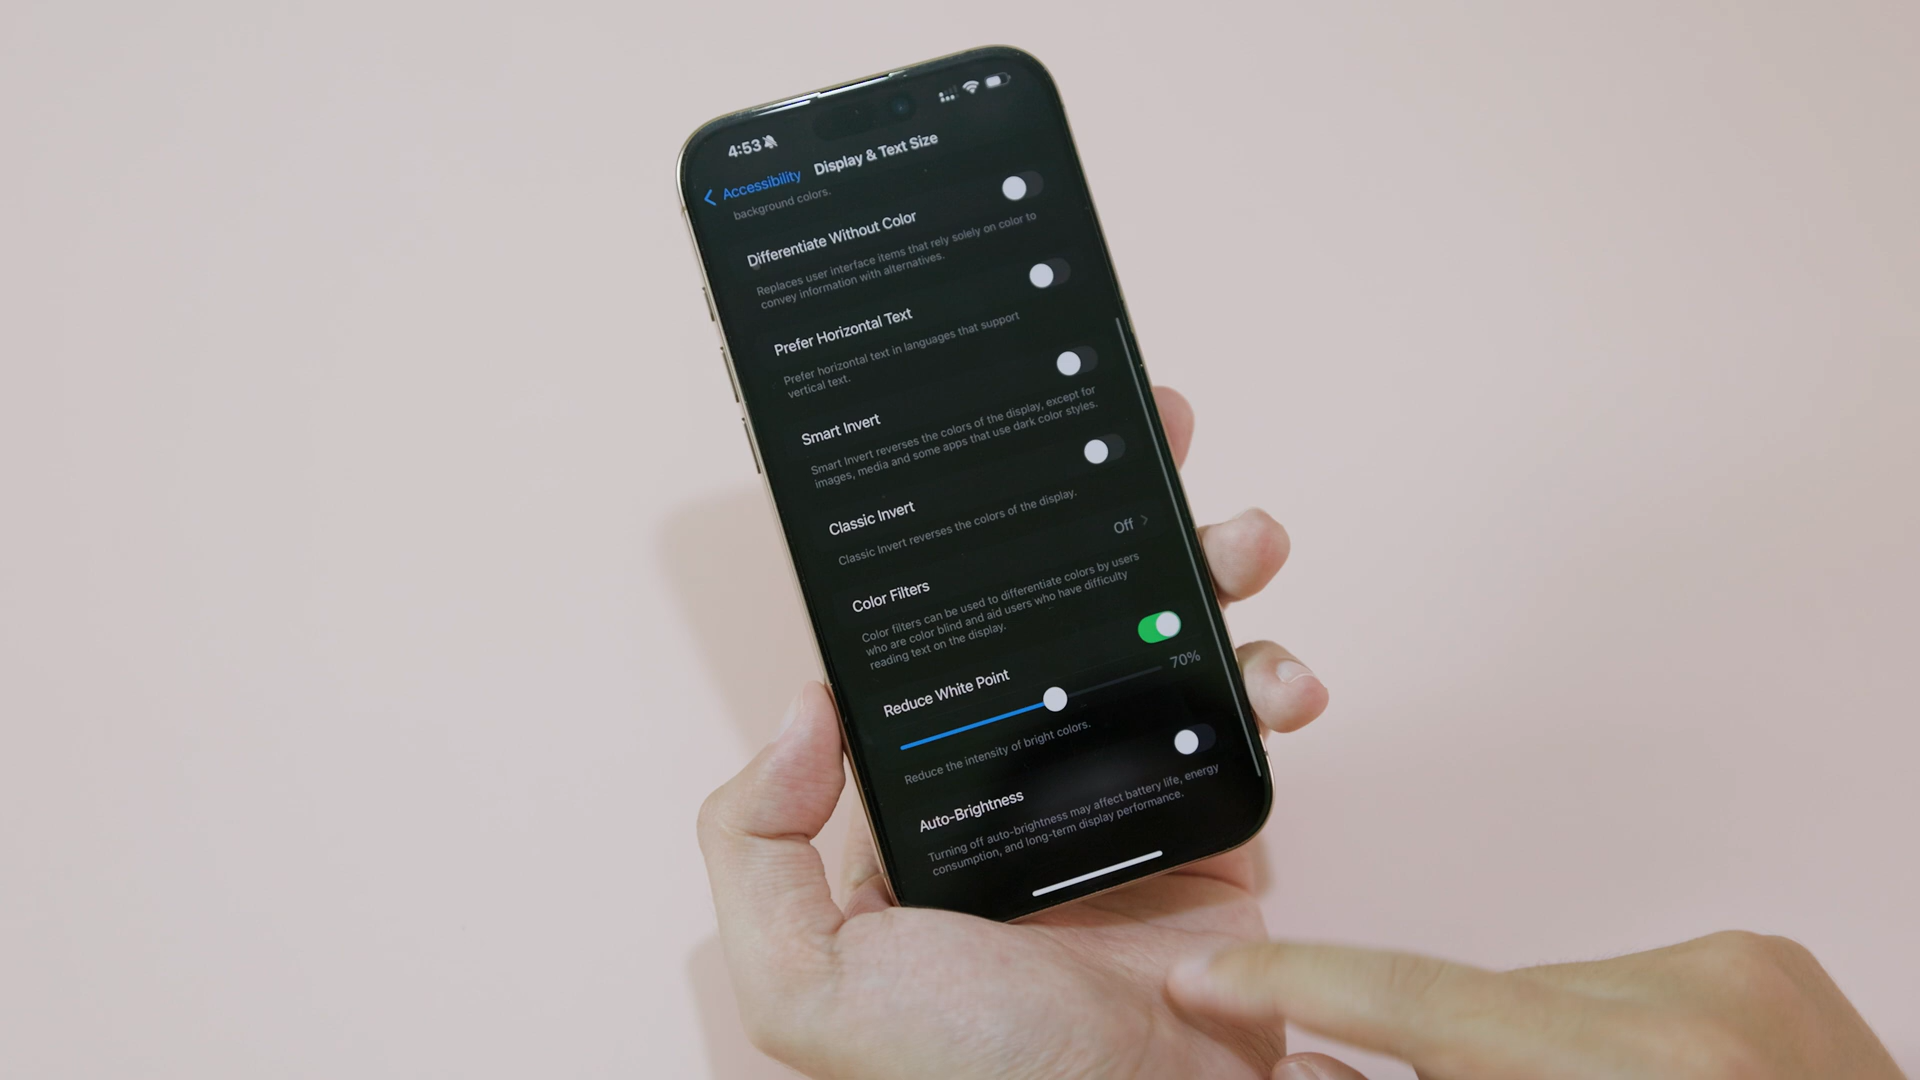 4:53
Accessibility
Display & Text Size
background colors.
Differentiate Without Color
Replaces user interface items that rely solely on color to
convey information with alternatives.
Prefer Horizontal Text
Prefer horizontal text in languages that support
vertical text.
Smart Invert
Smart Invert reverses the colors of the display, except for
images, media and some apps that use dark color styles.
Classic Invert
Classic Invert reverses the colors of the display.
Color Filters
Off
Color filters can be used to differentiate colors by users
who are color blind and aid users who have difficulty
reading text on the display.
Reduce White Point
70%
Reduce the intensity of bright colors.
Auto-Brightness
Turning off auto-brightness may affect battery life, energy
consumption, and long-term display performance.